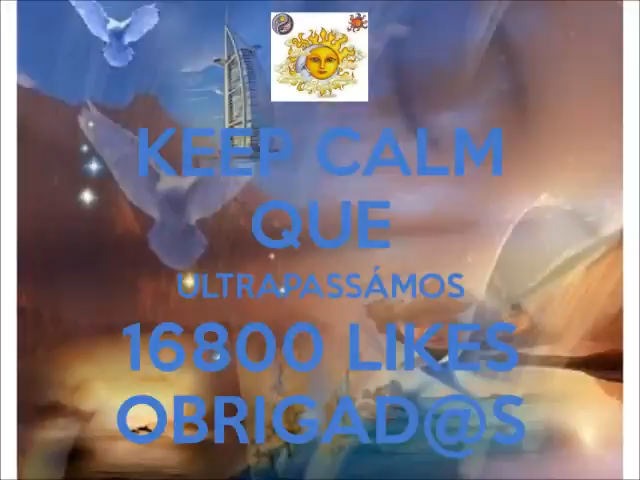 KEEP CALM
QUE
ULTRAPASSÁMOS
16800 LIKES
OBRIGAD@S